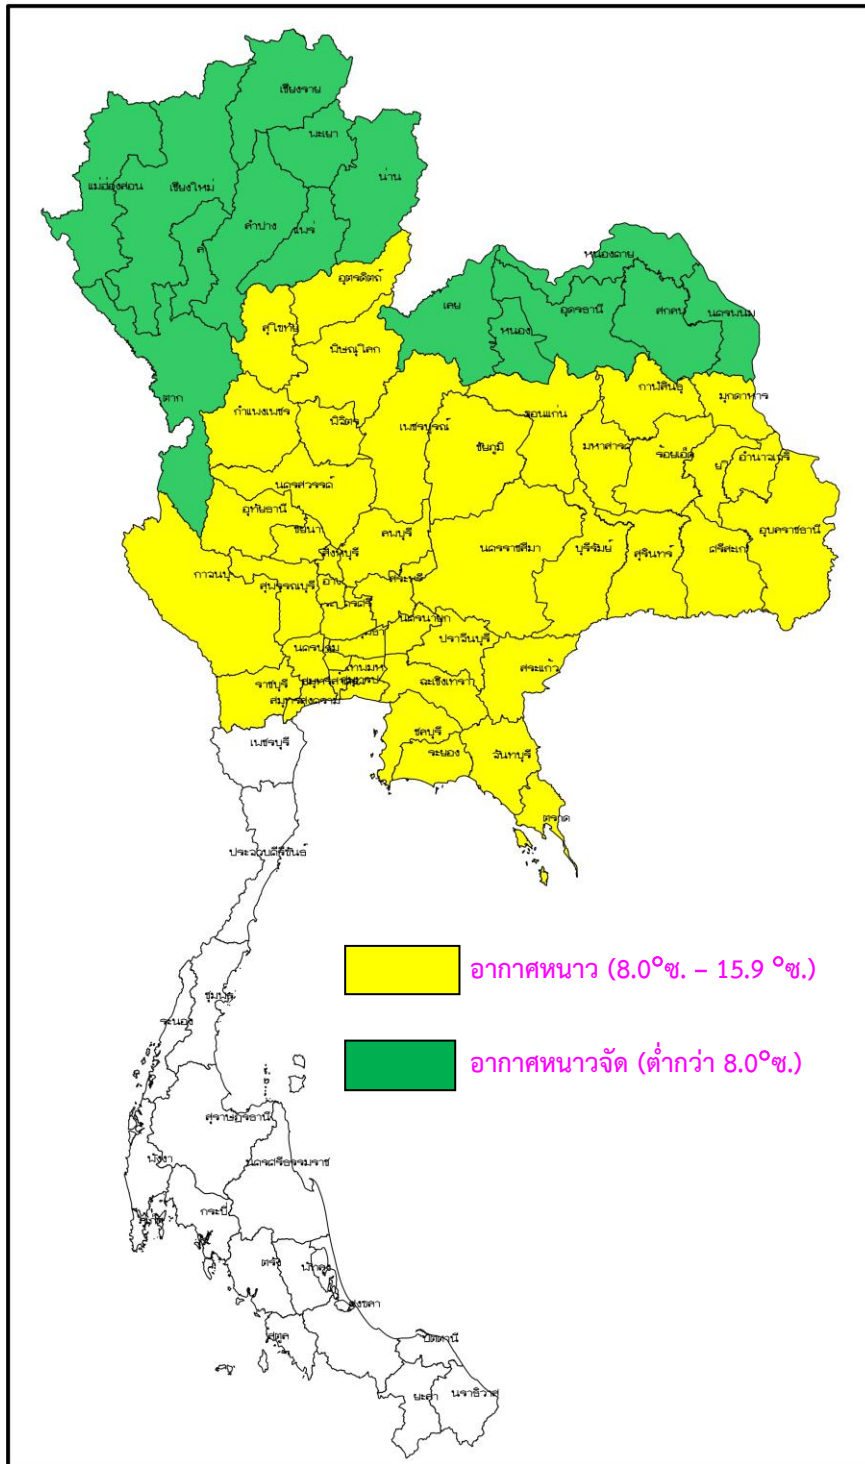 เชียงราย
พะเยา
น่าน
แม่ฮ่องสอน
เชียงใหม่
ลำปาง
แพร่
ลำ
อุตรดิตถ์
หนองคาย
เลย
อุดรธานี
สกลน
นครพนม
หนอง
สุโขทัย
พิษณุโลก
ตาก
กำแพงเพชร
พิจิตร
เพชรบูรณ์
ขอนแก่น
กาฬสินธุ์
มุกดาหาร
ชัยภูมิ
มหาสารค
ร้อยเอ็ด
ย
อำนาจเจริ
นครสวรรค์
อุทัยธานี
ชัยนา
ลพบุรี
นครราชสีมา
บุรีรัมย์
สุรินทร์
ศรีสะเก
อุบลราชธานี
สิงห์บุรี
กาจนบุ
สุพรรณบุรี
อ่าง
สระบุรี
นครนายก
ปราจีนบุรี
นครปฐม
สระแก้ว
ราชบุรี
ฉะเชิงเทรา
สมุทรสงคราม
ชลบุรี
ระยอง
จันทบุรี
ตราด
เพชรบุรี
ประจวบคีรีขันธ์
อากาศหนาว (8.0°ซ. – 15.9 °ซ.)
ชุมพร
ระนอง
อากาศหนาวจัด (ต่ำกว่า 8.0°ซ.)
สุราษฎร์ธานี
พังงา
นครศรีธรรมราช
กระบี่
ภูเก็ต
ตรัง
พัทลุง
สงขลา
สตูล
ปัตตานี
ยะลา
นราธิวาส